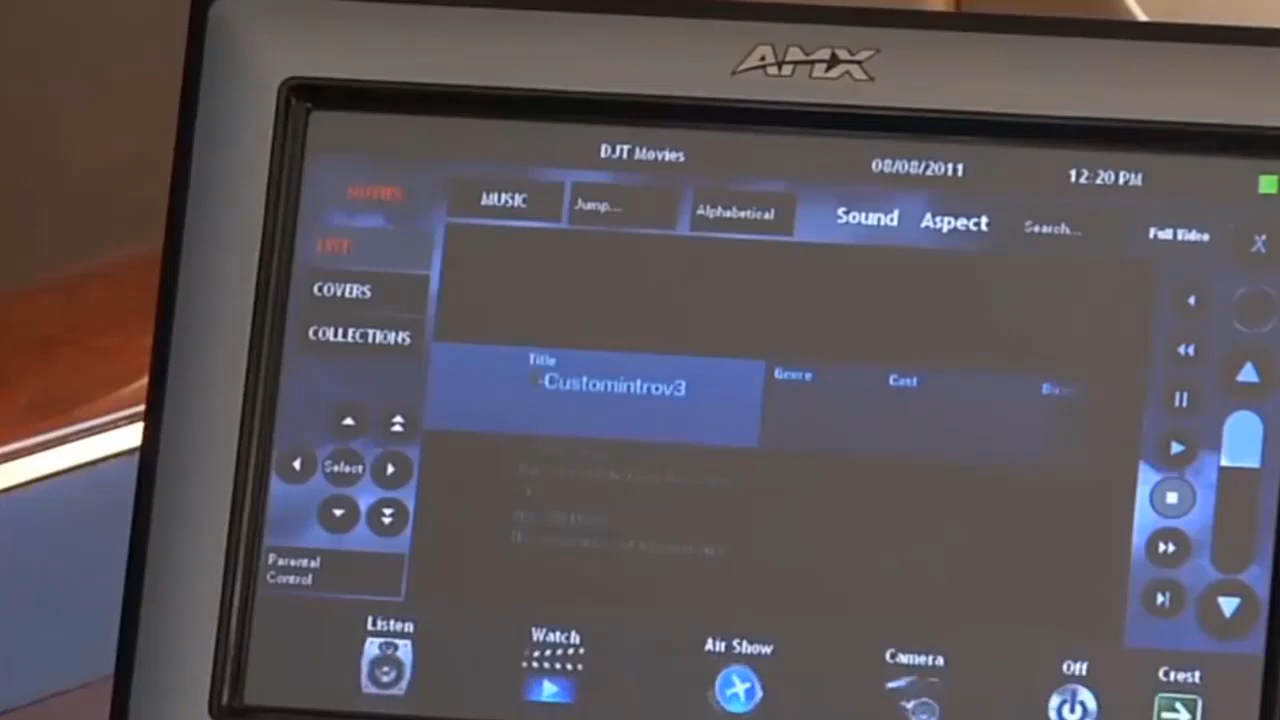 AMX
DJT Movies
08/08/2011
12:20 PM
MOVIES
MUSIC
Jump...
Alphabetical
Sound
Aspect
Search...
Full Video
X
LIST
COVERS
COLLECTIONS
Title
Genre
Cast
-Customintrov3
Select
Parental
Control
Listen
Watch
Air Show
Camera
Off
Crest